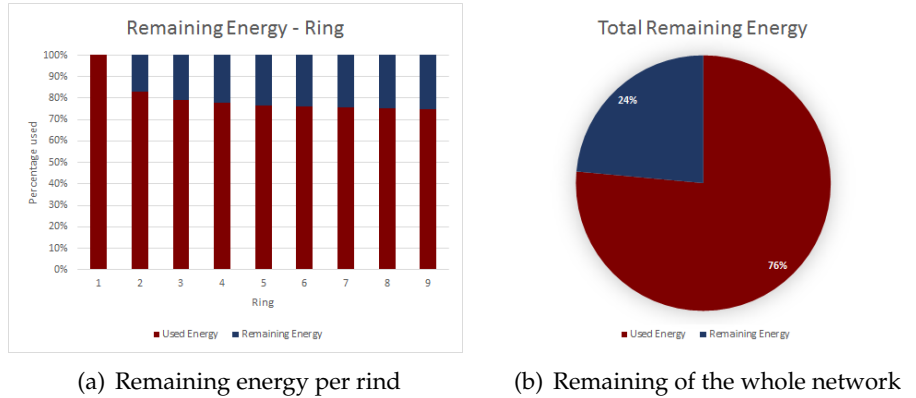 Remaining Energy - Ring
100%
90%
80%
70%
60%
50%
40%
30%
20%
10%
0%
Percentage used
1 2 3 4 5 6 7 8 9
Ring
Used Energy Remaining Energy
(a) Remaining energy per rind
Total Remaining Energy
24%
76%
Used Energy Remaining Energy
(b) Remaining of the whole network